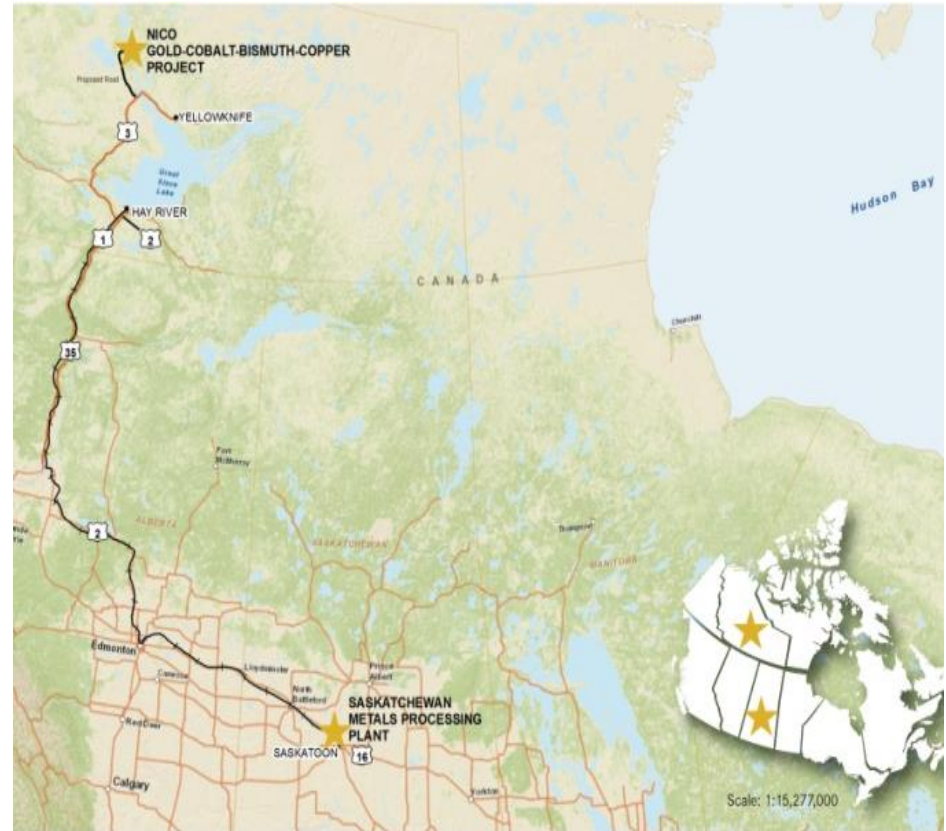 NICO
GOLD-COBALT-BISMUTH-COPPER
PROJECT
Proposed Road
YELLOWKNIFE
3
Great
Slave
Lake
HAY RIVER
1
2
Hudson Bay
CANADA
Churchill
35
Fort
McMurray
2
ALBERTA
SASKATCHEWAN
Thompson
MANITOBA
Edmonton
Camrose
Lloydminster
Prince
Albert
North
Battleford
SASKATCHEWAN
METALS PROCESSING
PLANT
Red Deer
SASKATOON
16
Calgary
Yorkton
Scale: 1:15,277,000